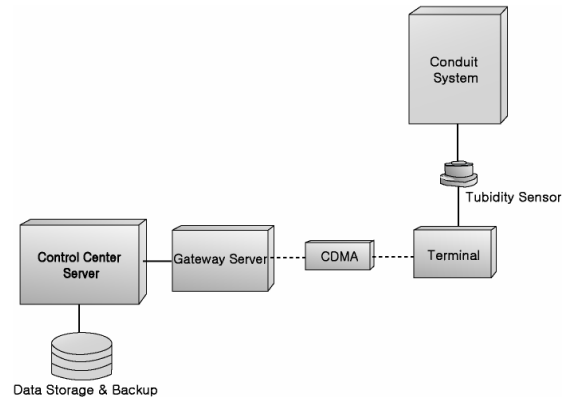 Conduit
System
Tubidity Sensor
Control Center
Server
Gateway Server
CDMA
Terminal
Data Storage & Backup